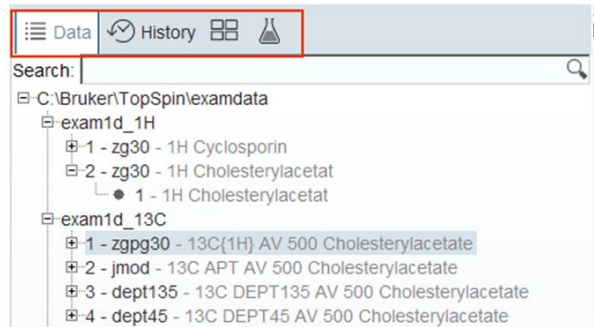 Data History
Search:
C:\Bruker\TopSpin\examdata
exam1d_1H
1 - zg30 - 1H Cyclosporin
2 - zg30 - 1H Cholesterylacetat
1 - 1H Cholesterylacetat
exam1d_13C
1 - zgpg30 - 13C{1H} AV 500 Cholesterylacetate
2 - jmod - 13C APT AV 500 Cholesterylacetate
3 - dept135 - 13C DEPT135 AV 500 Cholesterylacetate
4 - dept45 - 13C DEPT45 AV 500 Cholesterylacetate